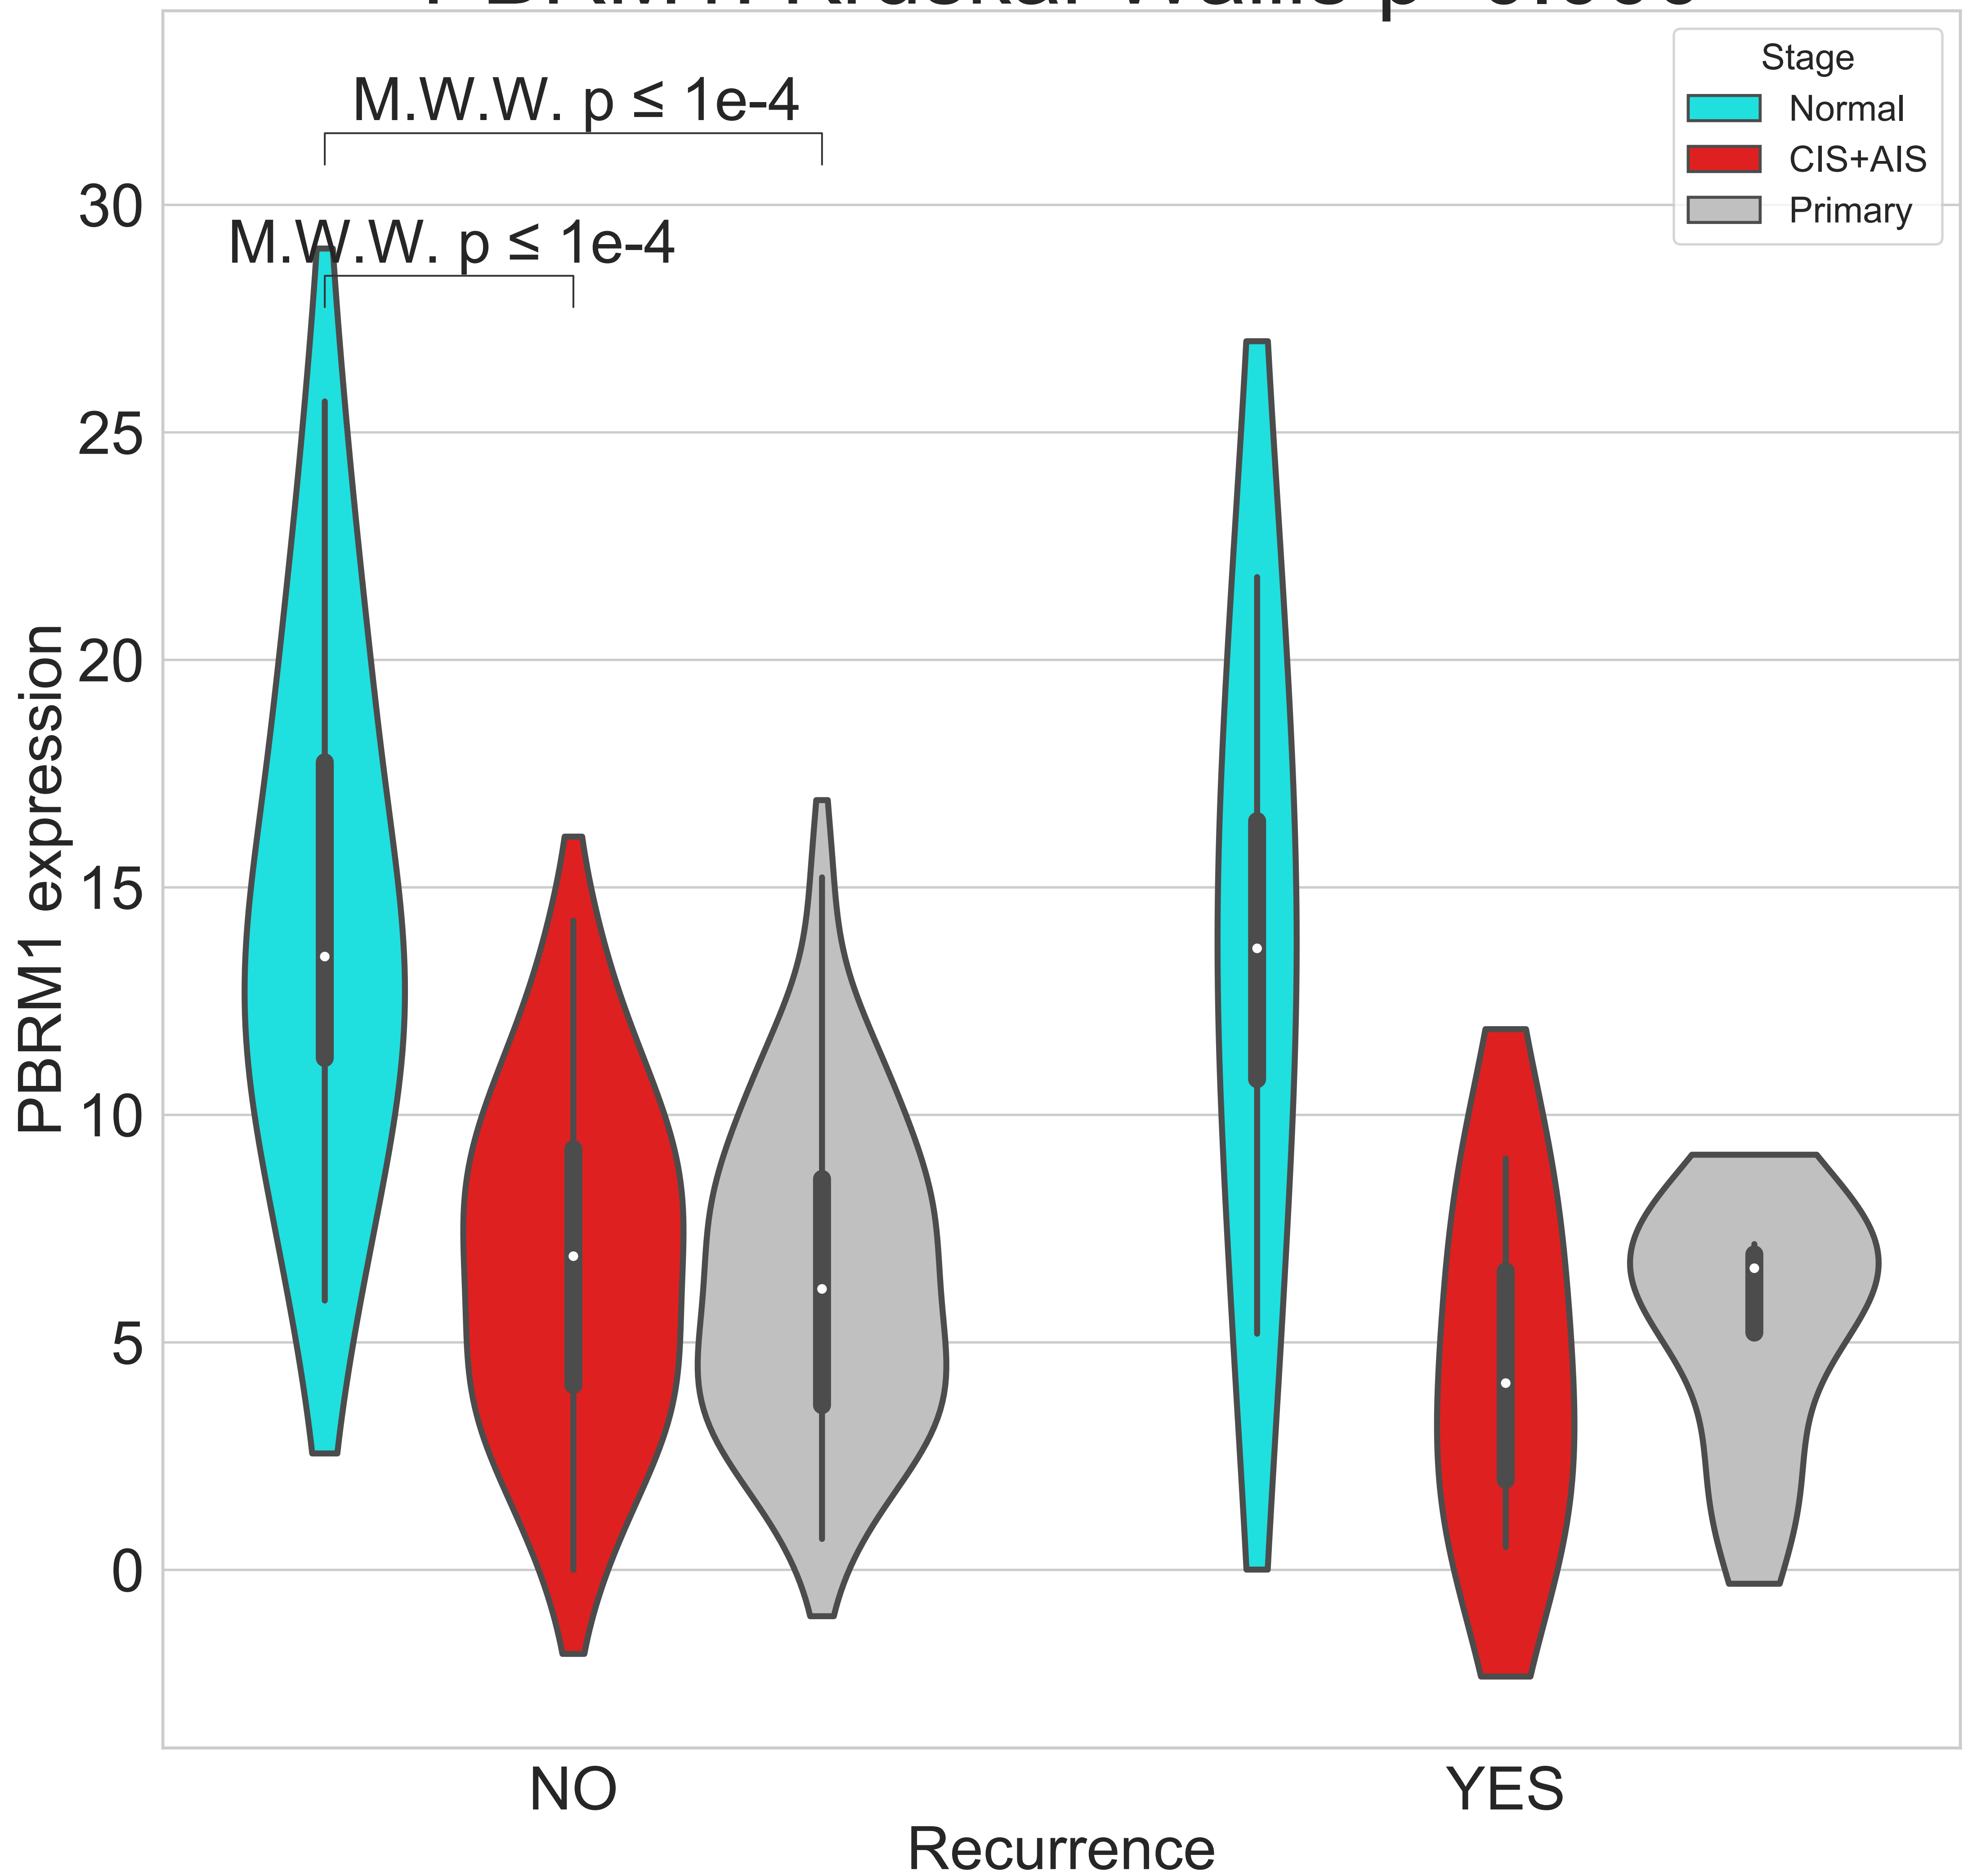 Stage
Normal
CIS+AIS
Primary
M.W.W. p ≤ 1e-4
M.W.W. p ≤ 1e-4
PBRM1 expression
30
25
20
15
10
5
0
NO
YES
Recurrence